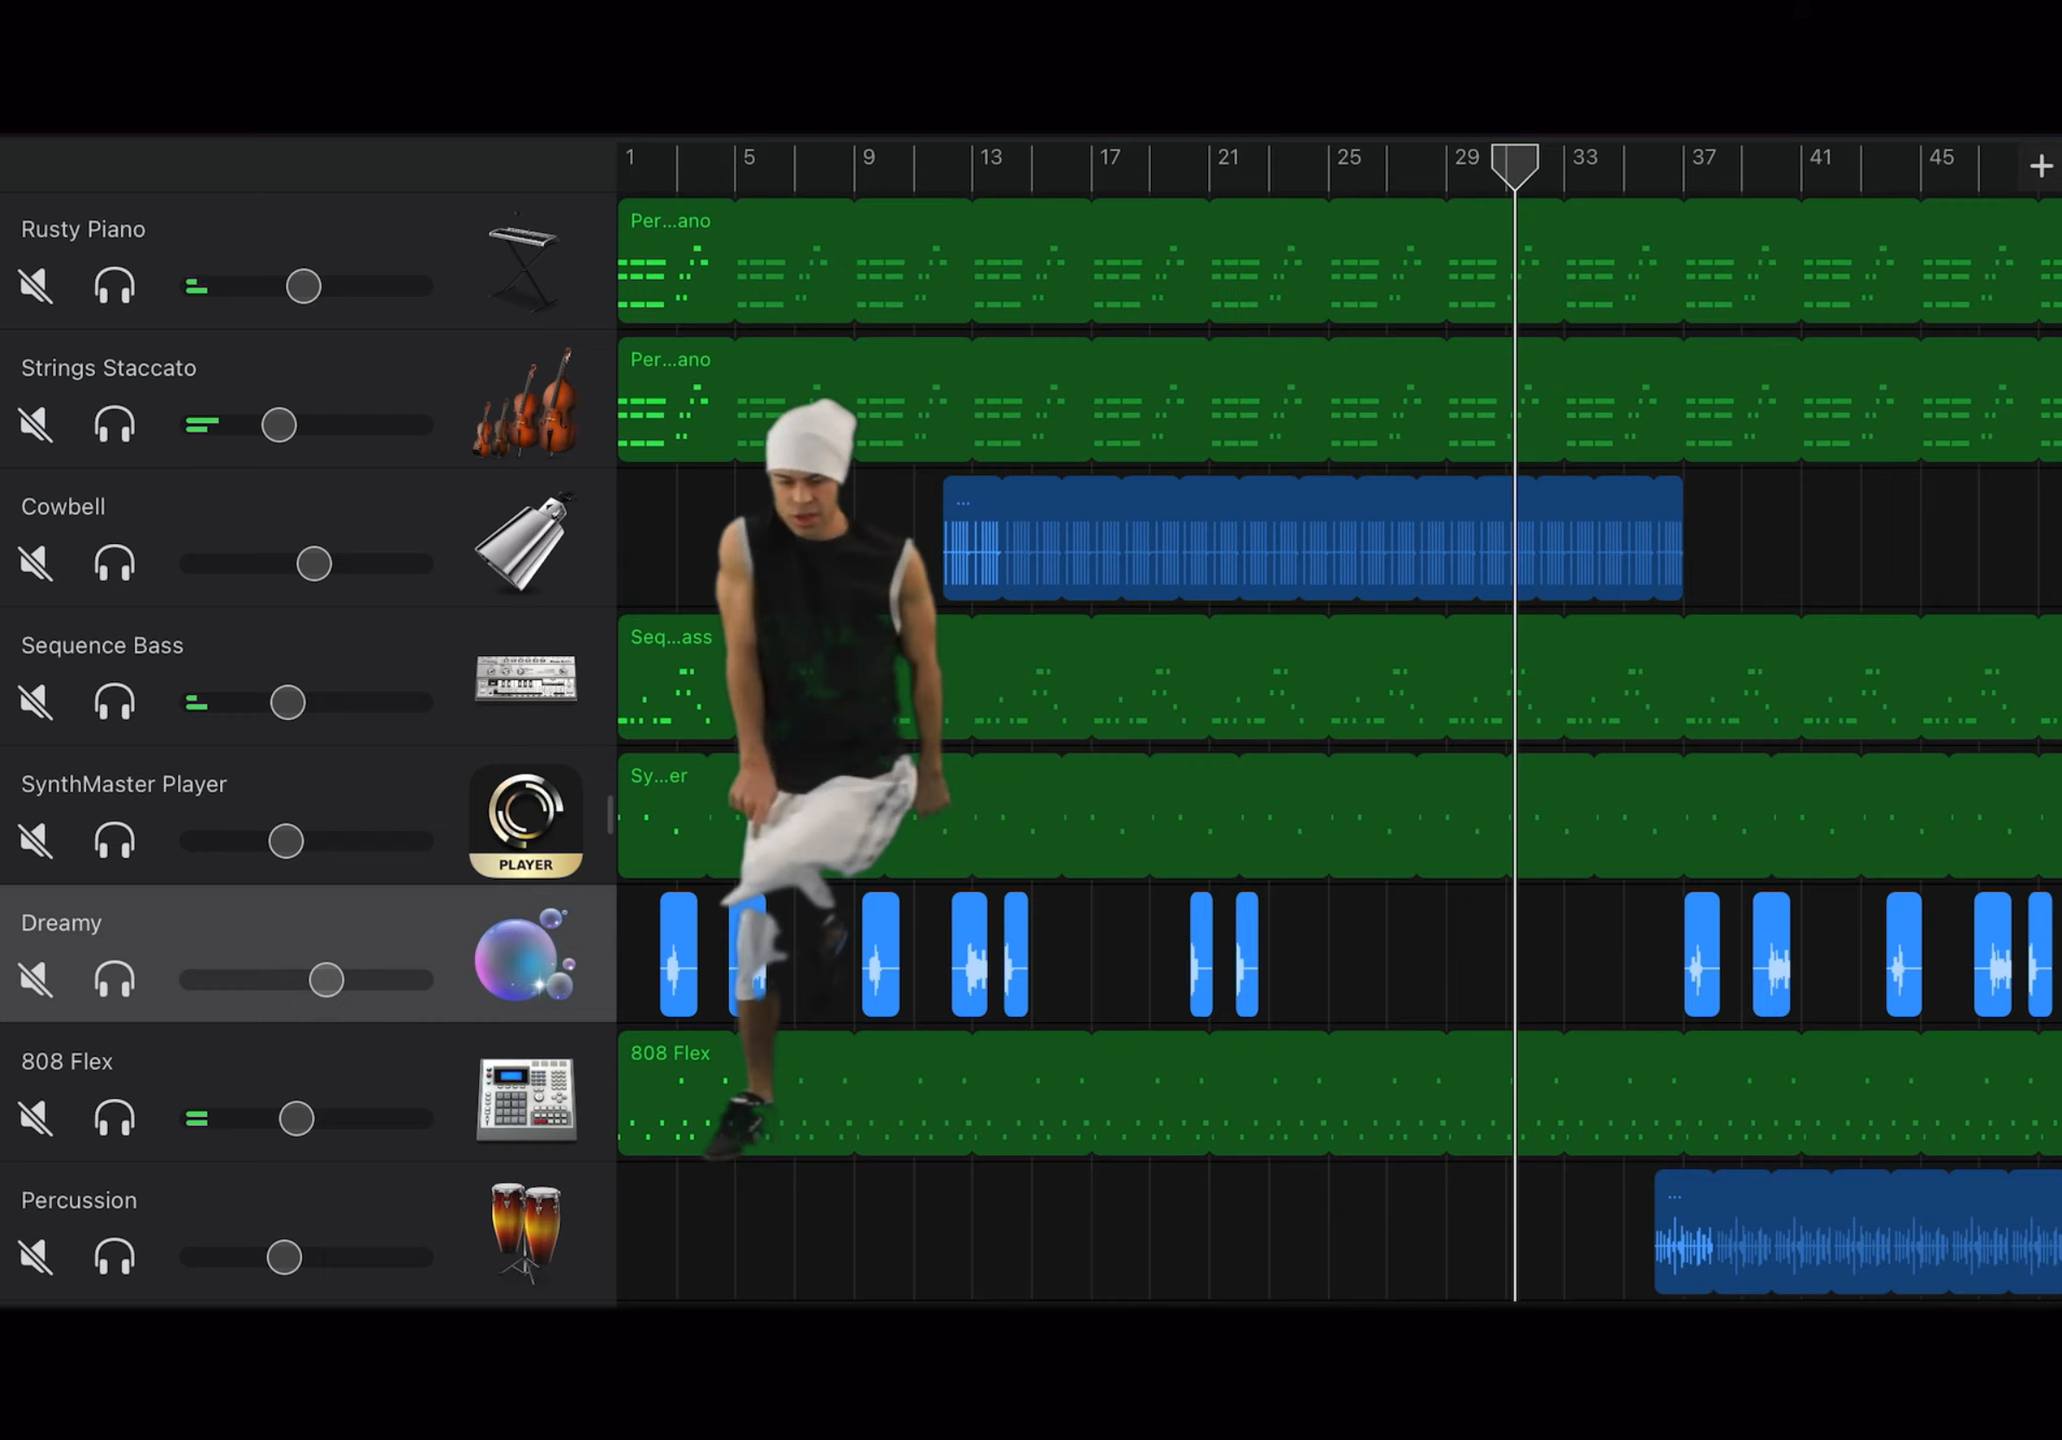 1 5 9 13 17 21 25 29 33 37 41 45 +
Rusty Piano
Per...ano
Strings Staccato
Per...ano
Cowbell
...
Sequence Bass
Seq...ass
SynthMaster Player
PLAYER
Sy...er
Dreamy
808 Flex
808 Flex
Percussion
...